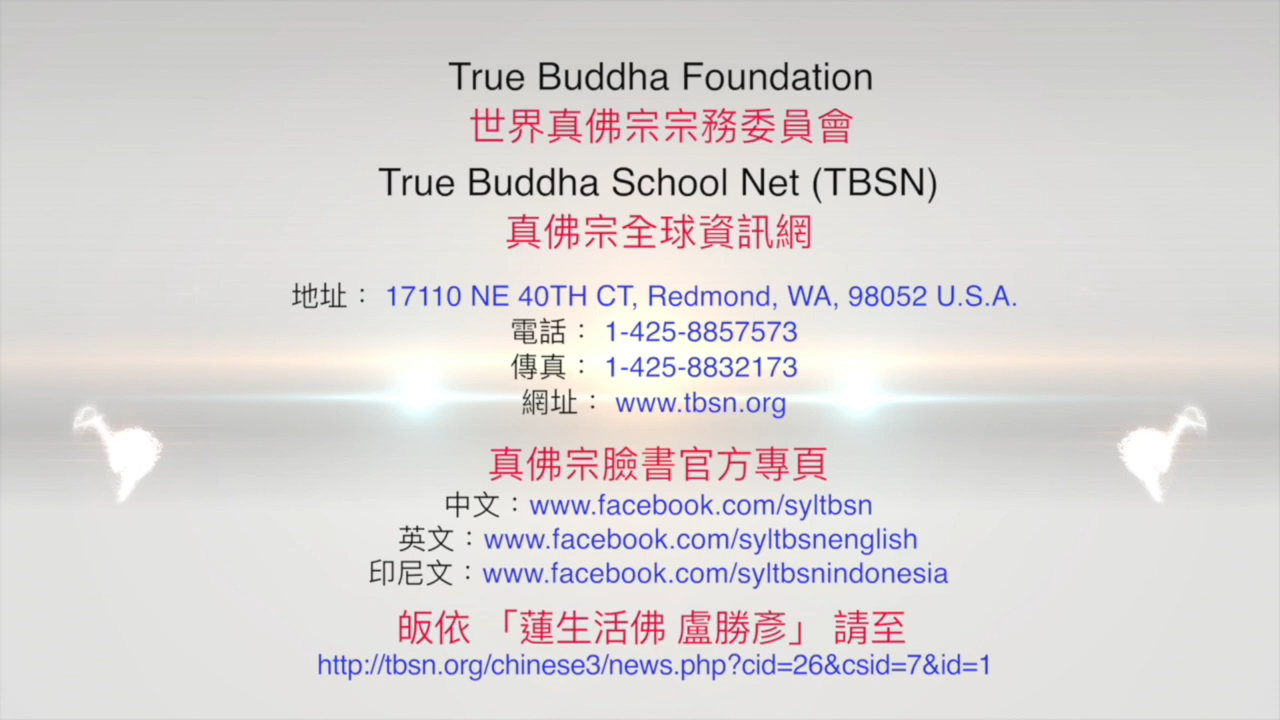 True Buddha Foundation
世界真佛宗宗務委員會
True Buddha School Net (TBSN)
真佛宗全球資訊網
地址： 17110 NE 40TH CT, Redmond, WA, 98052 U.S.A.
電話： 1-425-8857573
傳真： 1-425-8832173
網址： www.tbsn.org
真佛宗臉書官方專頁
中文：www.facebook.com/syltbsn
英文：www.facebook.com/syltbsnenglish
印尼文：www.facebook.com/syltbsnindonesia
皈依 「蓮生活佛 盧勝彥」 請至
http://tbsn.org/chinese3/news.php?cid=26&csid=7&id=1